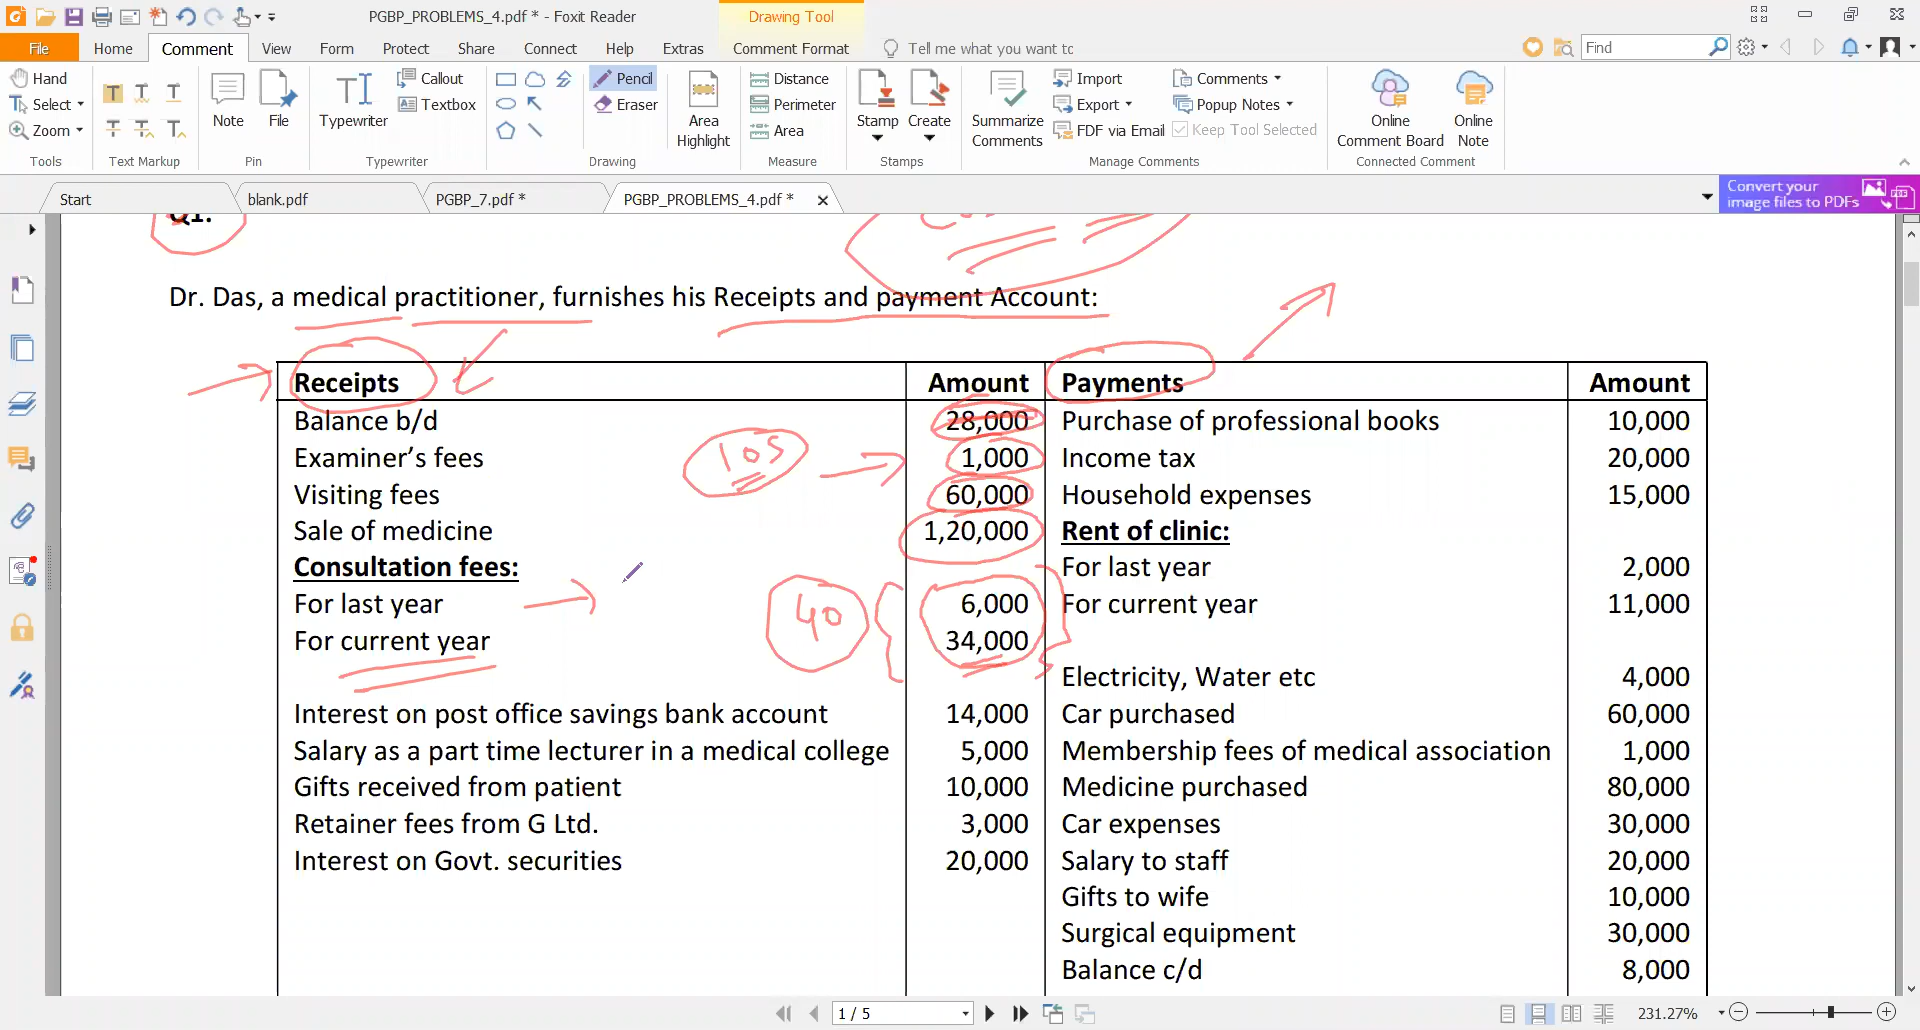 PGBP_PROBLEMS_4.pdf * - Foxit Reader
Drawing Tool
File Home Comment View Form Protect Share Connect Help Extras Comment Format Tell me what you want to Find
Hand
Select
Zoom
Tools
Text Markup
Note
File
Pin
Typewriter
Callout
Textbox
Typewriter
Pencil
Eraser
Drawing
Area
Highlight
Distance
Perimeter
Area
Measure
Stamp
Create
Stamps
Summarize
Comments
Import
Export
FDF via Email
Comments
Popup Notes
Keep Tool Selected
Manage Comments
Online
Comment Board
Online
Note
Connected Comment
Start blank.pdf PGBP_7.pdf * PGBP_PROBLEMS_4.pdf *
Convert your
image files to PDFs
PDF
Q1.
Dr. Das, a medical practitioner, furnishes his Receipts and payment Account:
Receipts Amount Payments Amount
Balance b/d 28,000 Purchase of professional books 10,000
Examiner's fees 1,000 Income tax 20,000
105
Visiting fees 60,000 Household expenses 15,000
Sale of medicine 1,20,000 Rent of clinic:
Consultation fees: For last year 2,000
For last year 6,000 For current year 11,000
40
For current year 34,000
Electricity, Water etc 4,000
Interest on post office savings bank account 14,000 Car purchased 60,000
Salary as a part time lecturer in a medical college 5,000 Membership fees of medical association 1,000
Gifts received from patient 10,000 Medicine purchased 80,000
Retainer fees from G Ltd. 3,000 Car expenses 30,000
Interest on Govt. securities 20,000 Salary to staff 20,000
Gifts to wife 10,000
Surgical equipment 30,000
Balance c/d 8,000
1 / 5 231.27%